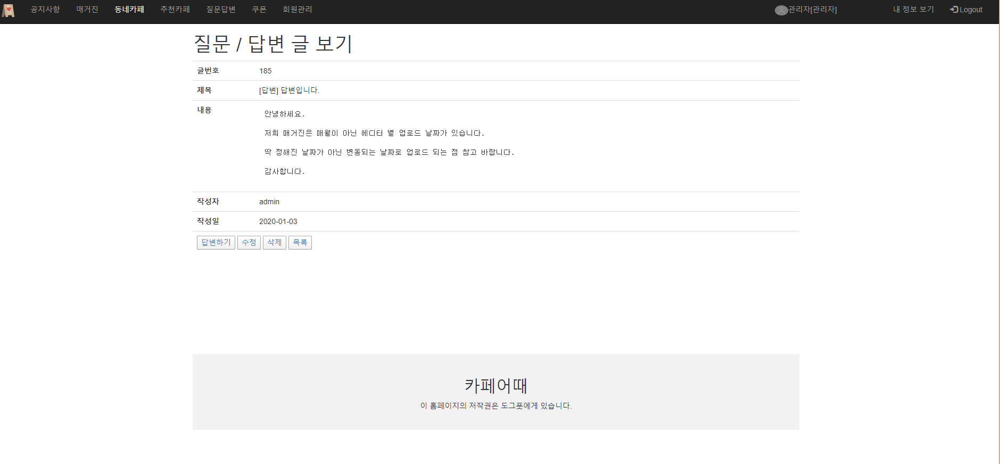 공지사항 매거진 동네카페 추천카페 질문답변 쿠폰 회원관리 관리자[관리자] 내 정보 보기 Logout
질문 / 답변 글 보기
글번호 185
제목 [답변] 답변입니다.
내용
안녕하세요.
저희 매거진은 매월이 아닌 에디터 별 업로드 날짜가 있습니다.
딱 정해진 날짜가 아닌 변동되는 날짜로 업로드 되는 점 참고 바랍니다.
감사합니다.
작성자 admin
작성일 2020-01-03
답변하기 수정 삭제 목록
카페어때
이 홈페이지의 저작권은 도그풋에게 있습니다.